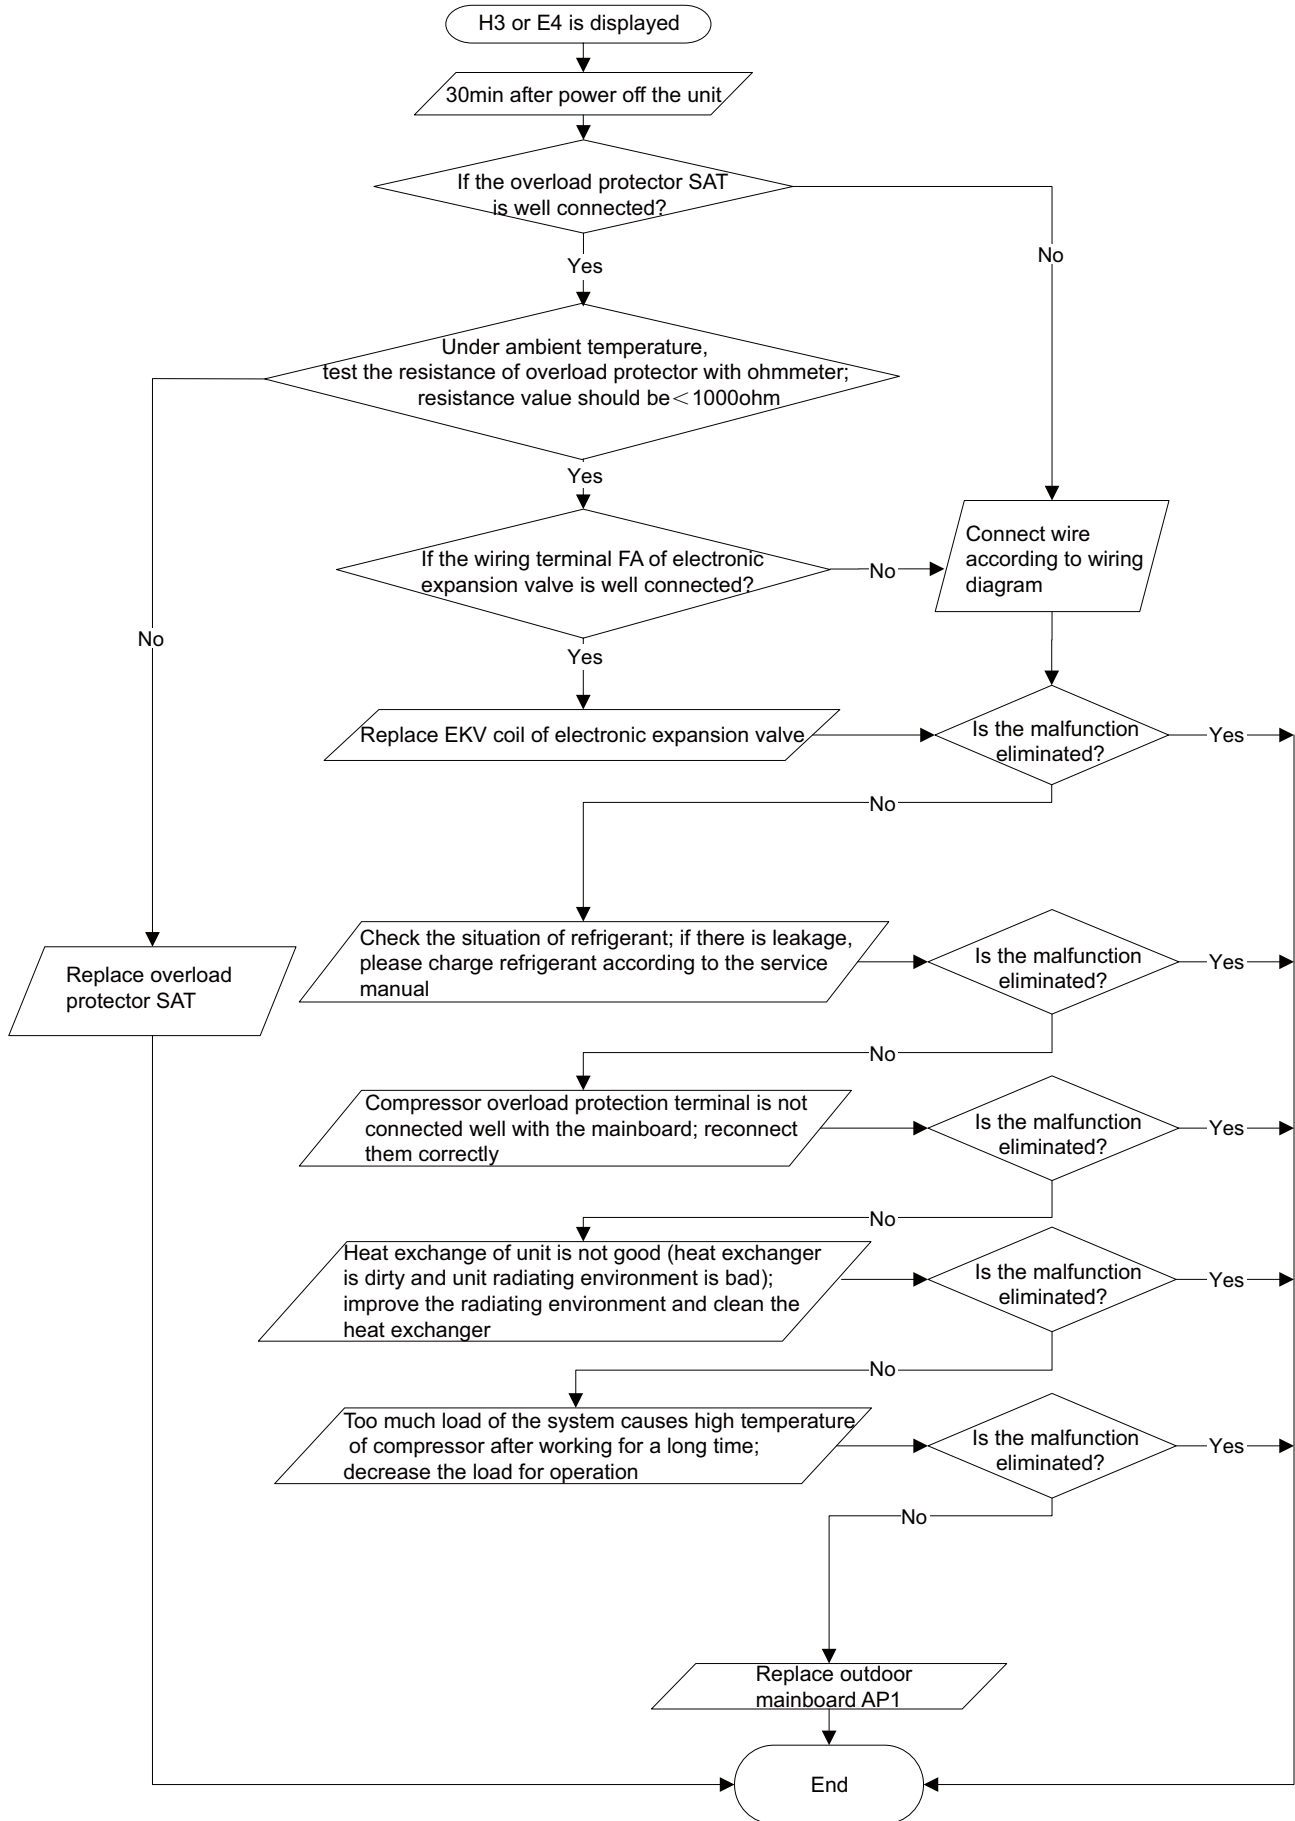 H3 or E4 is displayed
30min after power off the unit
If the overload protector SAT
is well connected?
No
Yes
Under ambient temperature,
test the resistance of overload protector with ohmmeter;
resistance value should be<1000ohm
Yes
If the wiring terminal FA of electronic
expansion valve is well connected?
No
Connect wire
according to wiring
diagram
No
Yes
Replace EKV coil of electronic expansion valve
Is the malfunction
eliminated?
Yes
No
Replace overload
protector SAT
Check the situation of refrigerant; if there is leakage,
please charge refrigerant according to the service
manual
Is the malfunction
eliminated?
Yes
No
Compressor overload protection terminal is not
connected well with the mainboard; reconnect
them correctly
Is the malfunction
eliminated?
Yes
No
Heat exchange of unit is not good (heat exchanger
is dirty and unit radiating environment is bad);
improve the radiating environment and clean the
heat exchanger
Is the malfunction
eliminated?
Yes
No
Too much load of the system causes high temperature
of compressor after working for a long time;
decrease the load for operation
Is the malfunction
eliminated?
Yes
No
Replace outdoor
mainboard AP1
End